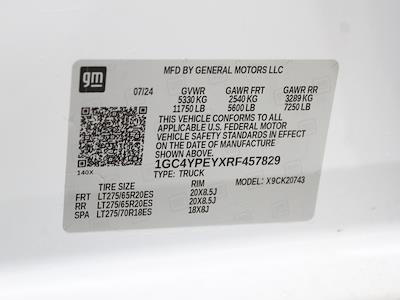 gm
MFD BY GENERAL MOTORS LLC
07/24 GVWR GAWR FRT GAWR RR
5330 KG 2540 KG 3289 KG
11750 LB 5600 LB 7250 LB
THIS VEHICLE CONFORMS TO ALL
APPLICABLE U.S. FEDERAL MOTOR
VEHICLE SAFETY STANDARDS IN EFFECT
ON THE DATE OF MANUFACTURE
SHOWN ABOVE.
140X 1GC4YPEYXRF457829
TYPE: TRUCK
TIRE SIZE RIM MODEL: X9CK20743
FRT LT275/65R20ES 20X8.5J
RR LT275/65R20ES 20X8.5J
SPA LT275/70R18ES 18X8J